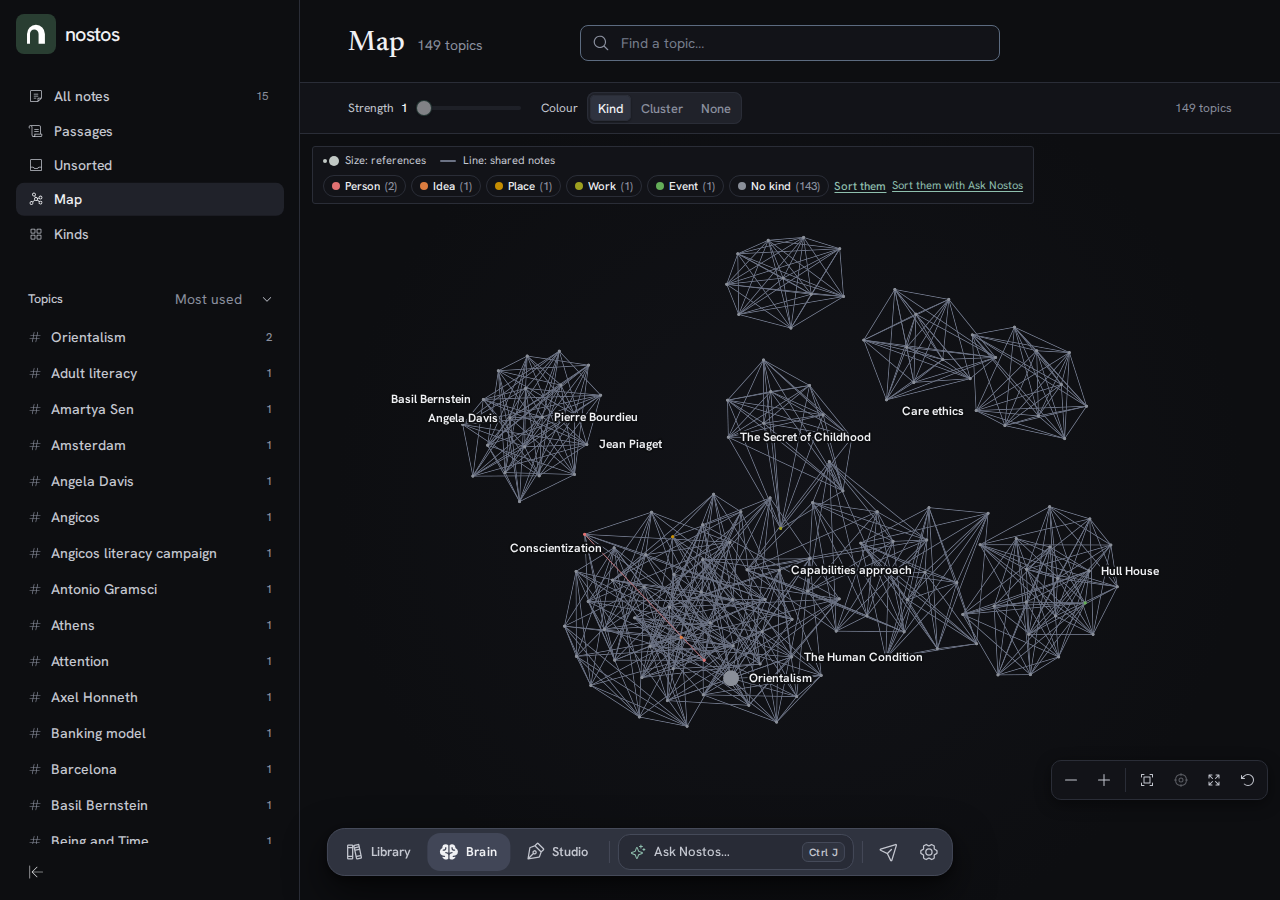 nostos
All notes 15
Passages
Unsorted
Map
Kinds
Topics Most used
# Orientalism 2
# Adult literacy 1
# Amartya Sen 1
# Amsterdam 1
# Angela Davis 1
# Angicos 1
# Angicos literacy campaign 1
# Antonio Gramsci 1
# Athens 1
# Attention 1
# Axel Honneth 1
# Banking model 1
# Barcelona 1
# Basil Bernstein 1
# Being and Time 1
Map 149 topics
Find a topic...
Strength 1 Colour Kind Cluster None 149 topics
Size: references Line: shared notes
Person (2) Idea (1) Place (1) Work (1) Event (1) No kind (143) Sort them Sort them with Ask Nostos
Basil Bernstein
Angela Davis
Pierre Bourdieu
Jean Piaget
Care ethics
The Secret of Childhood
Conscientization
Capabilities approach
Hull House
The Human Condition
Orientalism
Library Brain Studio Ask Nostos... Ctrl J